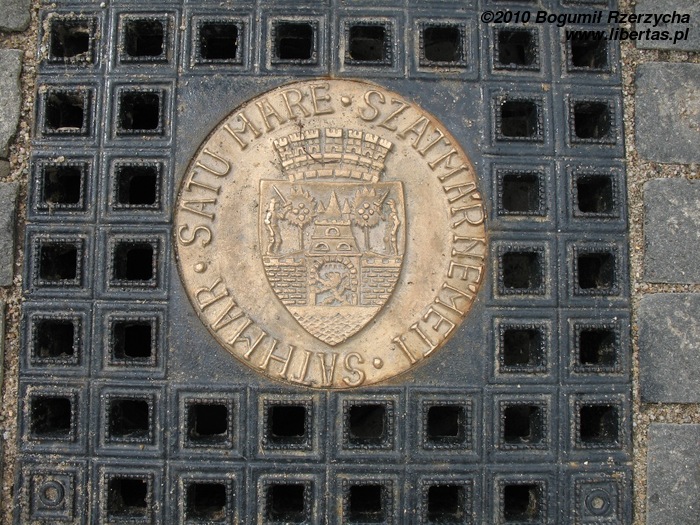 ©2010 Bogumił Rzerzycha
www.libertas.pl
SATU MARE · SZATMÁRNÉMETI · SATHMAR ·